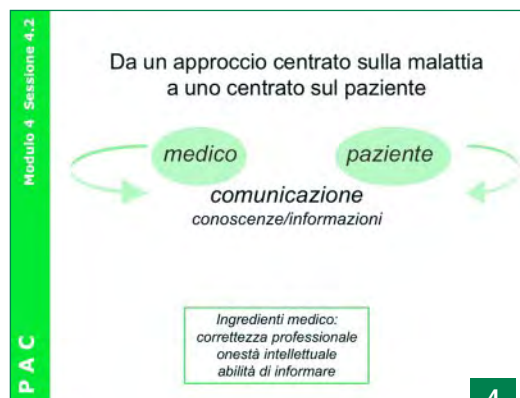 Modulo 4 Sessione 4.2
PAC
Da un approccio centrato sulla malattia
a uno centrato sul paziente
medico
paziente
comunicazione
conoscenze/informazioni
Ingredienti medico:
correttezza professionale
onestà intellettuale
abilità di informare
4